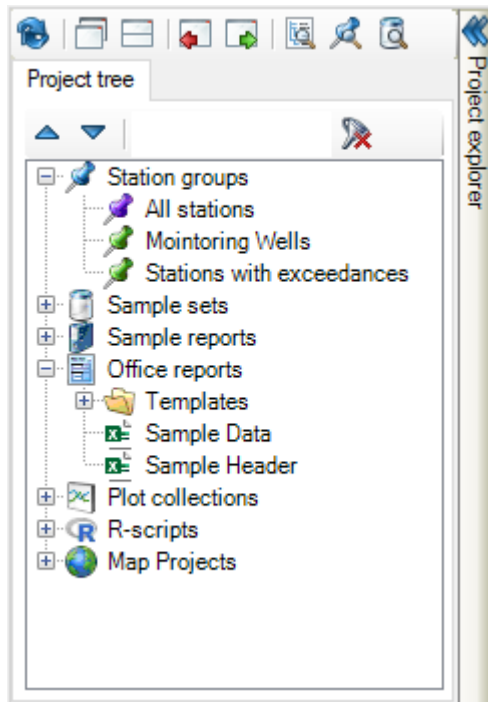 Project tree
Project explorer
Station groups
All stations
Mointoring Wells
Stations with exceedances
Sample sets
Sample reports
Office reports
Templates
Sample Data
Sample Header
Plot collections
R-scripts
Map Projects